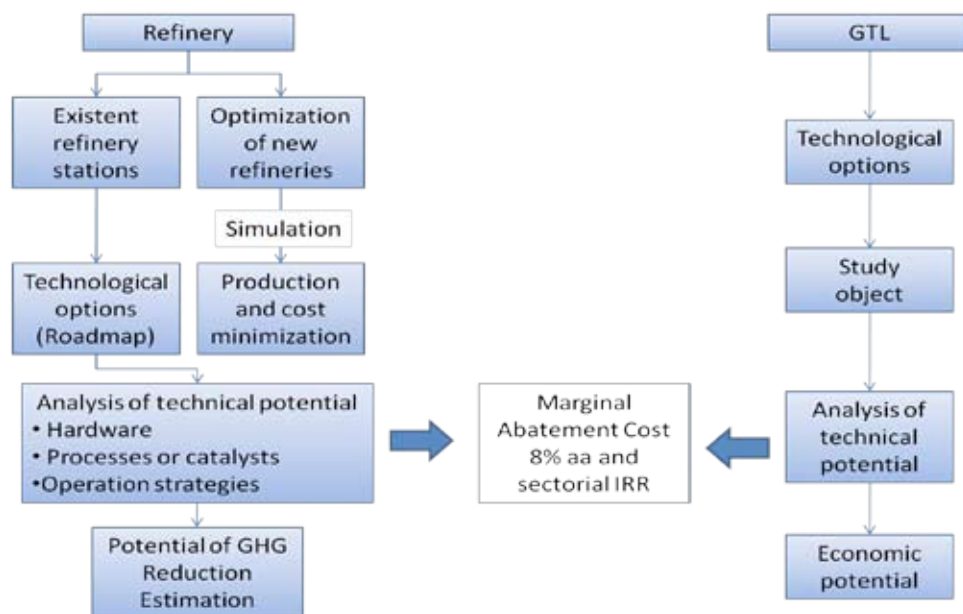 Refinery
Existent
refinery
stations
Optimization
of new
refineries
Simulation
Technological
options
(Roadmap)
Production
and cost
minimization
Analysis of technical potential
• Hardware
• Processes or catalysts
•Operation strategies
Potential of GHG
Reduction
Estimation
Marginal
Abatement Cost
8% aa and
sectorial IRR
GTL
Technological
options
Study
object
Analysis of
technical
potential
Economic
potential